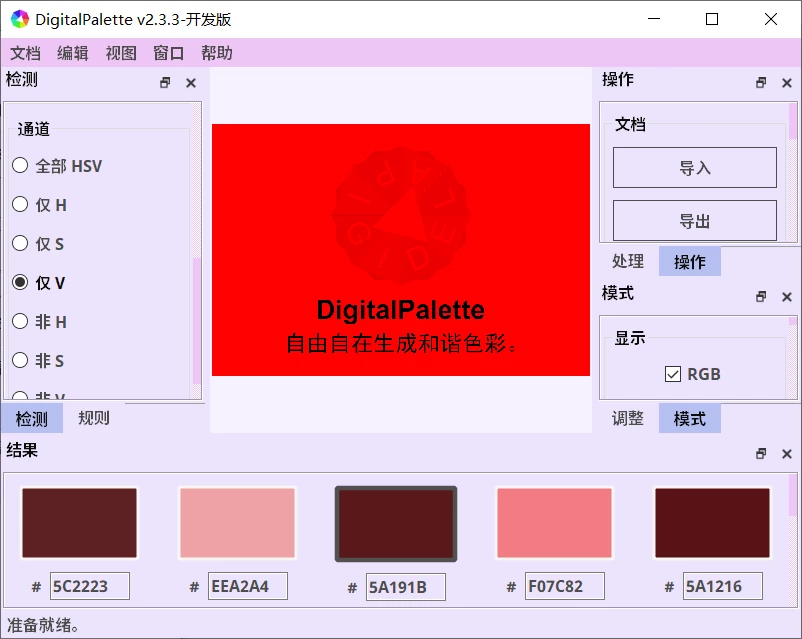 DigitalPalette v2.3.3-开发版
文档 编辑 视图 窗口 帮助
检测
通道
全部 HSV
仅 H
仅 S
仅 V
非 H
非 S
非 V
检测 规则
DIGITALPALETTE
DigitalPalette
自由自在生成和谐色彩。
操作
文档
导入
导出
处理 操作
模式
显示
RGB
调整 模式
结果
# 5C2223 # EEA2A4 # 5A191B # F07C82 # 5A1216
准备就绪。